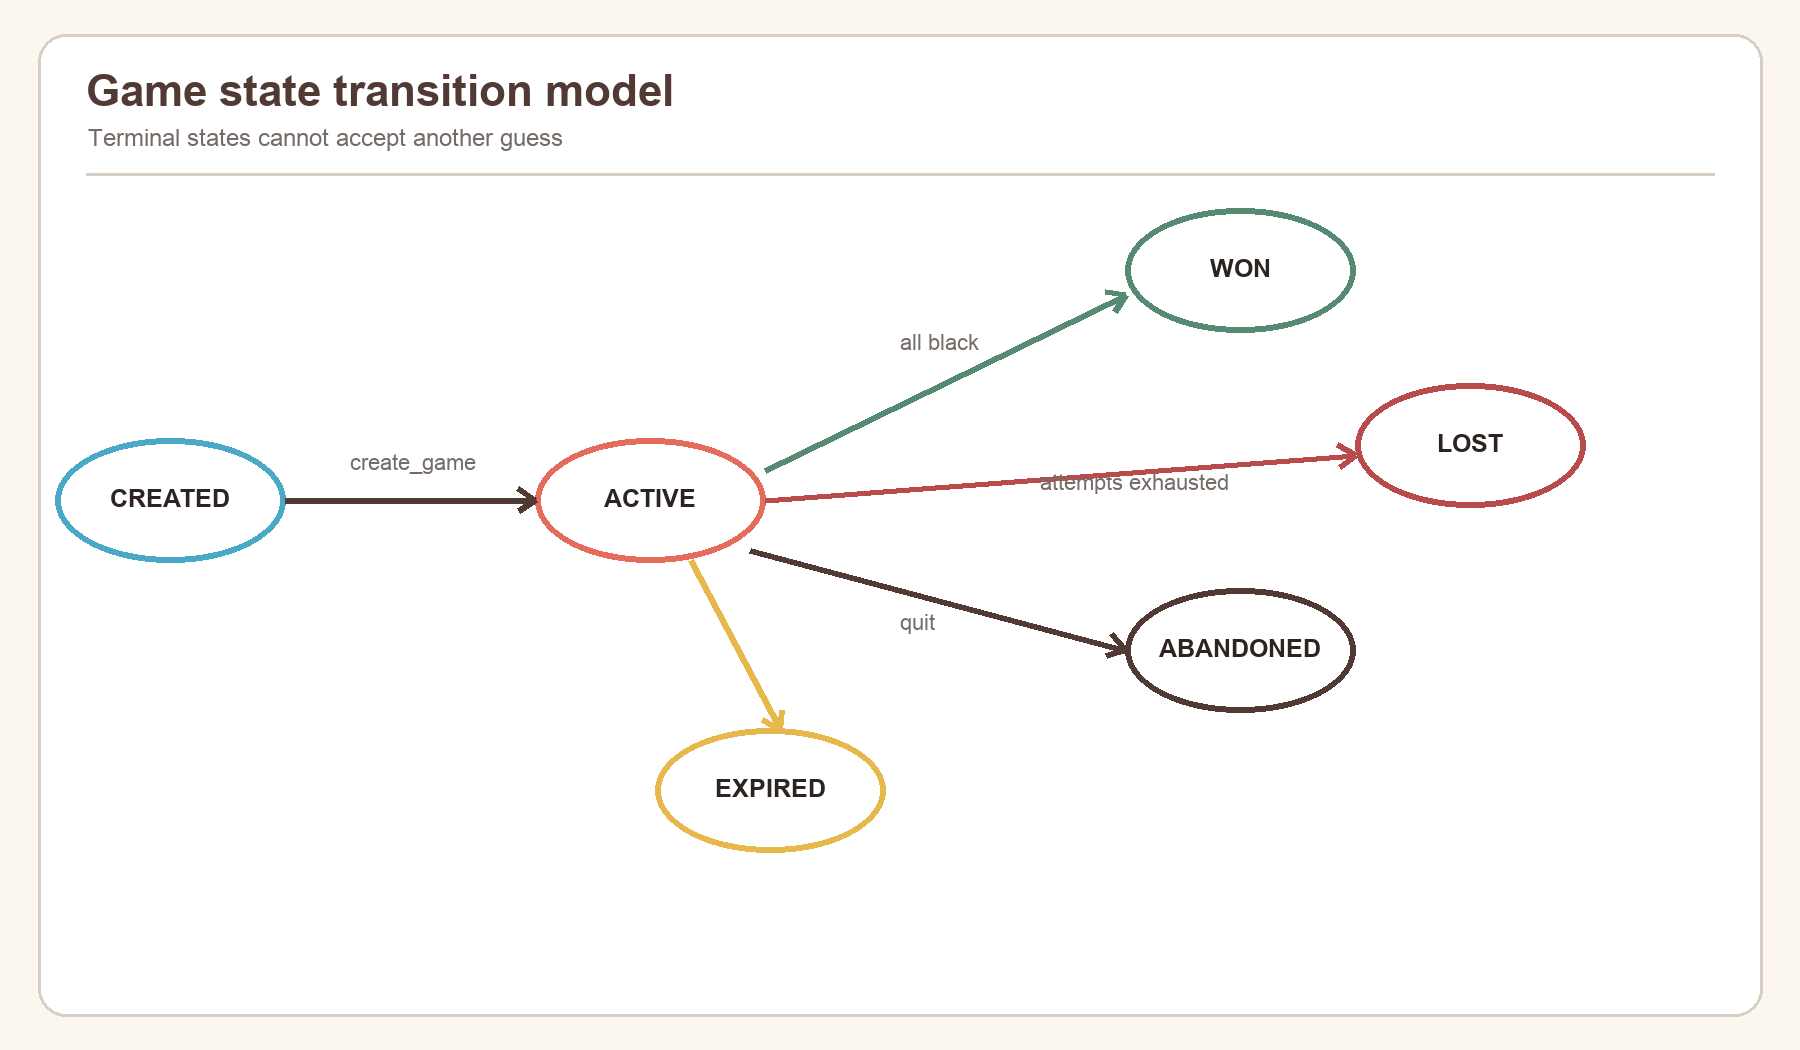 Game state transition model
Terminal states cannot accept another guess
WON
all black
LOST
create_game
attempts exhausted
CREATED
ACTIVE
quit
ABANDONED
EXPIRED